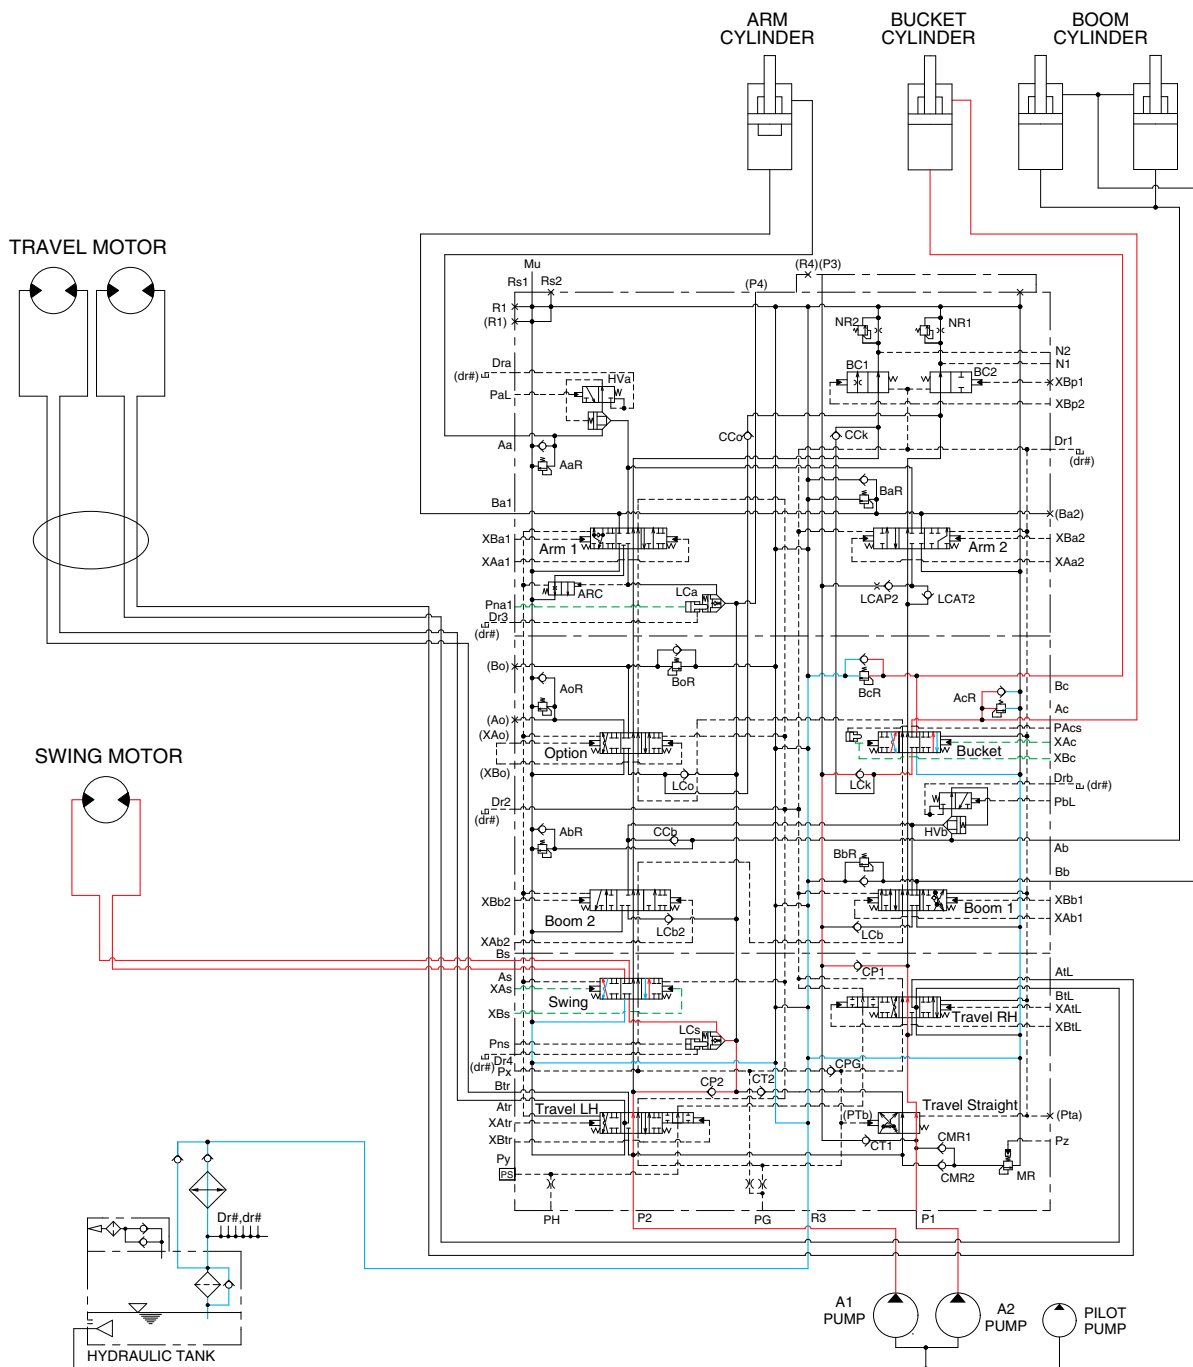 ARM
CYLINDER
BUCKET
CYLINDER
BOOM
CYLINDER
TRAVEL MOTOR
Mu
Rs1
Rs2
(R4)(P3)
(P4)
R1
(R1)
NR2
NR1
N2
N1
Dra
(dr#)
HVa
BC1
BC2
XBp1
PaL
XBp2
CCo
CCk
Aa
Dr1
(dr#)
AaR
BaR
Ba1
(Ba2)
XBa1
Arm 1
Arm 2
XBa2
XAa1
XAa2
ARC
LCa
LCAP2
LCAT2
Pna1
Dr3
(dr#)
(Bo)
BoR
BcR
Bc
AoR
AcR
Ac
(Ao)
PAcs
(XAo)
Option
Bucket
XAc
XBc
(XBo)
LCo
LCk
Drb
(dr#)
Dr2
(dr#)
PbL
HVb
AbR
CCb
Ab
BbR
Bb
SWING MOTOR
XBb2
Boom 2
Boom 1
XBb1
XAb1
LCb2
LCb
XAb2
Bs
CP1
As
AtL
XAs
Swing
BtL
XAtL
XBs
Travel RH
XBtL
Pns
LCs
Dr4
(dr#)
Px
CPG
Btr
CP2
CT2
Atr
Travel LH
Travel Straight
XAtr
(PTb)
(Pta)
XBtr
CT1
CMR1
Pz
Py
PS
CMR2
MR
PH
P2
PG
R3
P1
Dr#,dr#
A1
PUMP
A2
PUMP
PILOT
PUMP
HYDRAULIC TANK